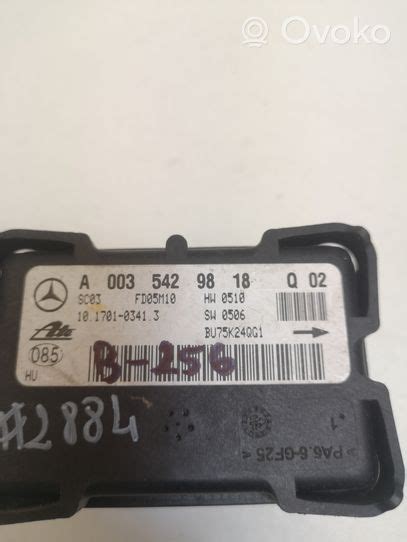 Ovoko
A 003 542 98 18 Q 02
SC03 FD05M10 HW 0510
10.1701-0341.3 SW 0506
Ate BU75K24QG1
085 B-256
HU
#2884
>PA6.6-GF25<